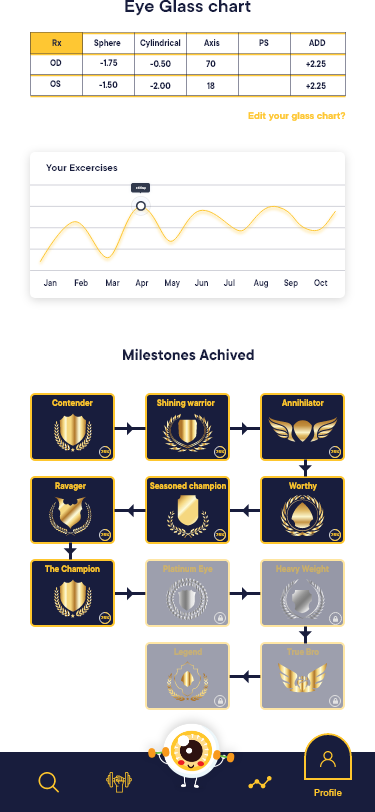 Eye Glass chart
Rx Sphere Cylindrical Axis PS ADD
OD -1.75 -0.50 70 +2.25
OS -1.50 -2.00 18 +2.25
Edit your glass chart?
Your Excercises
Jan Feb Mar Apr May Jun Jul Aug Sep Oct
Milestones Achived
Contender Shining warrior Annihilator
Ravager Seasoned champion Worthy
The Champion Platinum Eye Heavy Weight
Legend True Bro
Profile